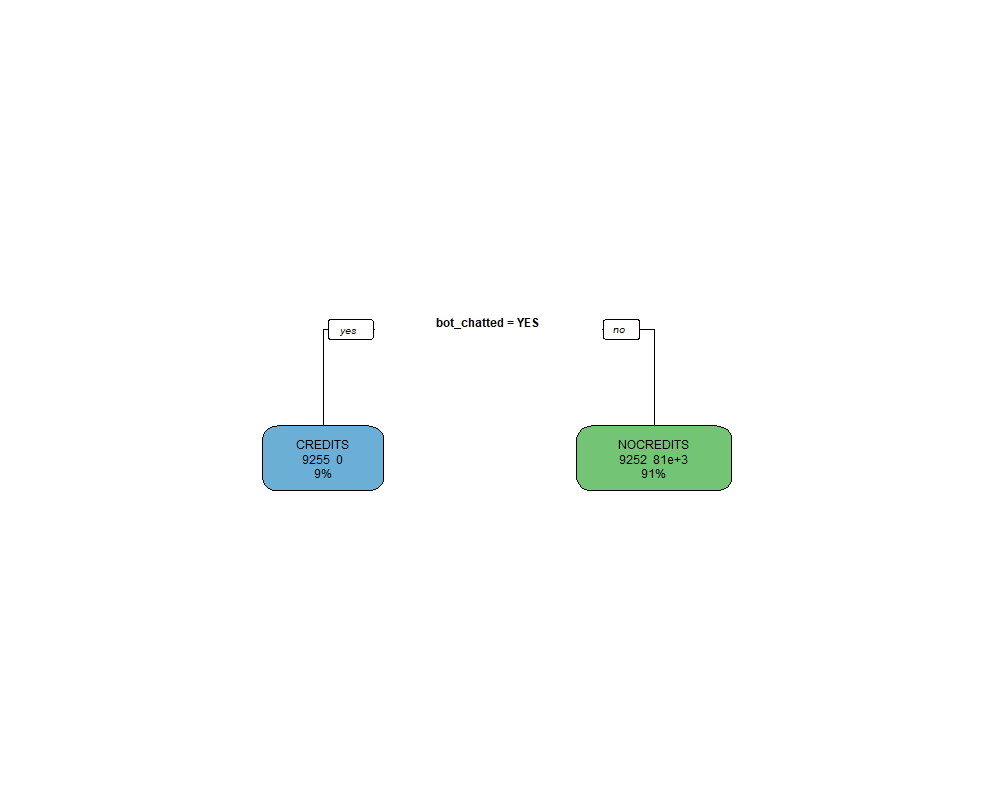 bot_chatted = YES
yes
no
CREDITS
9255 0
9%
NOCREDITS
9252 81e+3
91%